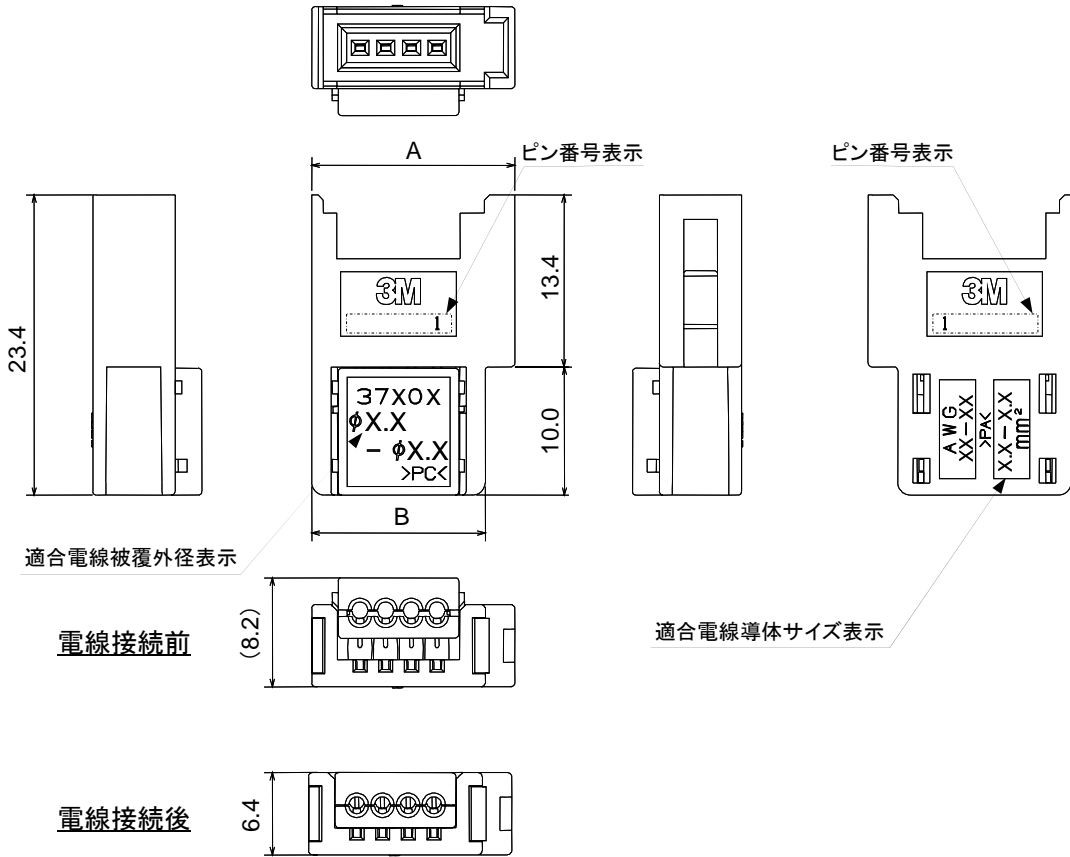 A
ピン番号表示
ピン番号表示
23.4
3M
1
13.4
3M
1
37X0X
φX.X
- φX.X
>PC<
10.0
AWG
XX-XX
>PA<
X.X-X.X
mm²
B
適合電線被覆外径表示
適合電線導体サイズ表示
電線接続前
(8.2)
電線接続後
6.4